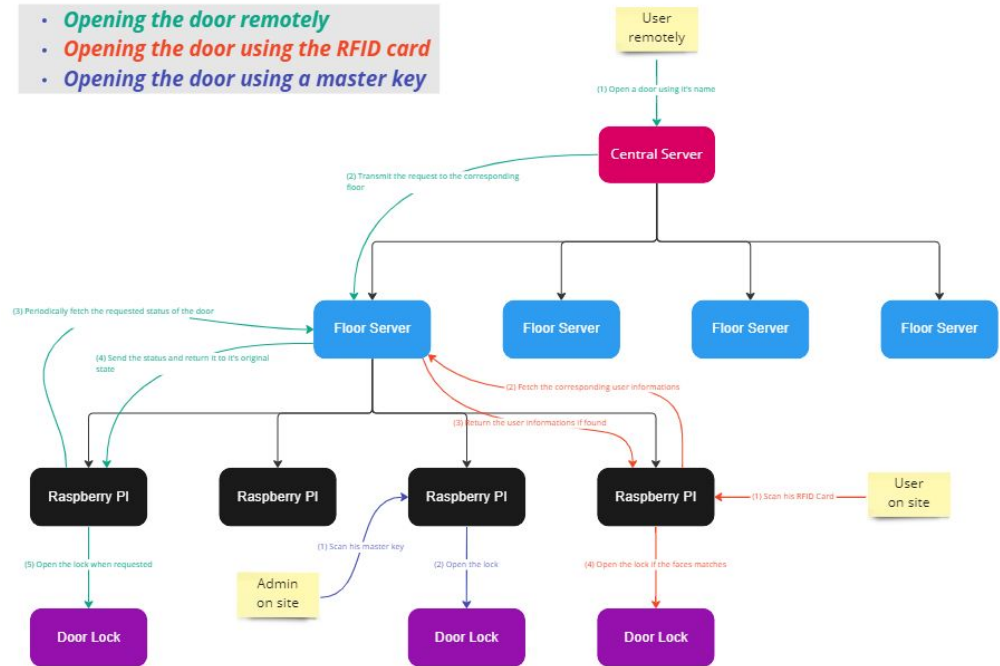 • Opening the door remotely
• Opening the door using the RFID card
• Opening the door using a master key
User
remotely
(1) Open a door using it's name
Central Server
(2) Transmit the request to the corresponding
floor
(3) Periodically fetch the requested status of the door
Floor Server
Floor Server
Floor Server
Floor Server
(4) Send the status and return it to it's original
state
(2) Fetch the corresponding user informations
(3) Return the user informations if found
Raspberry PI
Raspberry PI
Raspberry PI
Raspberry PI
(1) Scan his RFID Card
User
on site
(1) Scan his master key
(5) Open the lock when requested
(2) Open the lock
(4) Open the lock if the faces matches
Admin
on site
Door Lock
Door Lock
Door Lock